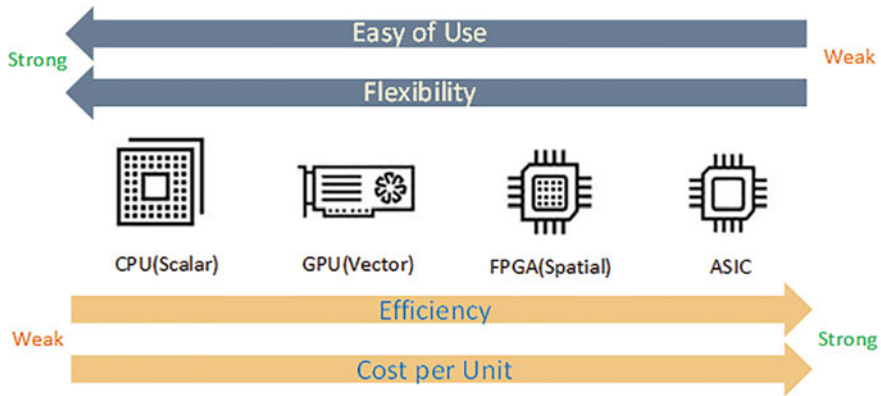 Easy of Use
Strong
Weak
Flexibility
CPU(Scalar)
GPU(Vector)
FPGA(Spatial)
ASIC
Efficiency
Weak
Strong
Cost per Unit